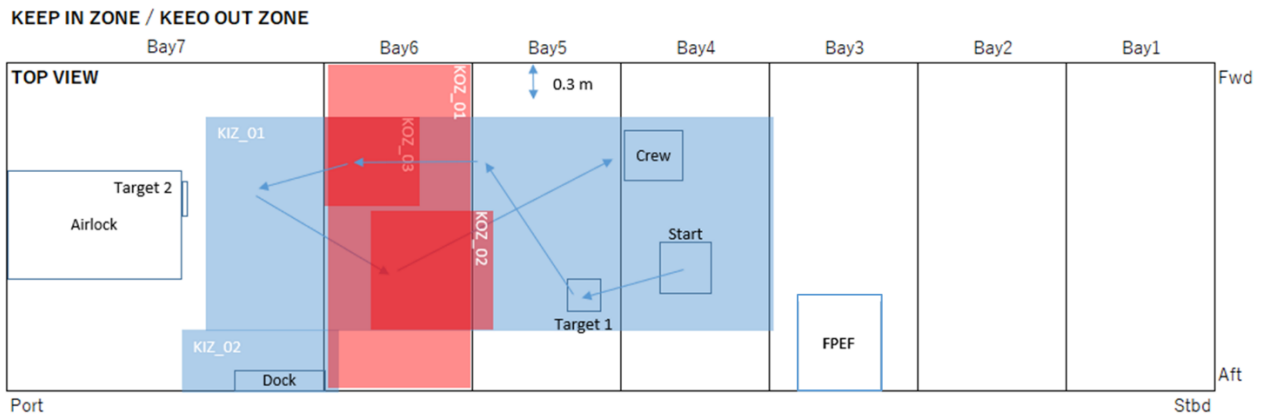 KEEP IN ZONE / KEEO OUT ZONE
Bay7 Bay6 Bay5 Bay4 Bay3 Bay2 Bay1
TOP VIEW
Fwd
0.3 m
KOZ_01
KIZ_01
KOZ_03
Crew
Target 2
Airlock
KOZ_02
Start
Target 1
FPEF
KIZ_02
Dock
Aft
Port
Stbd